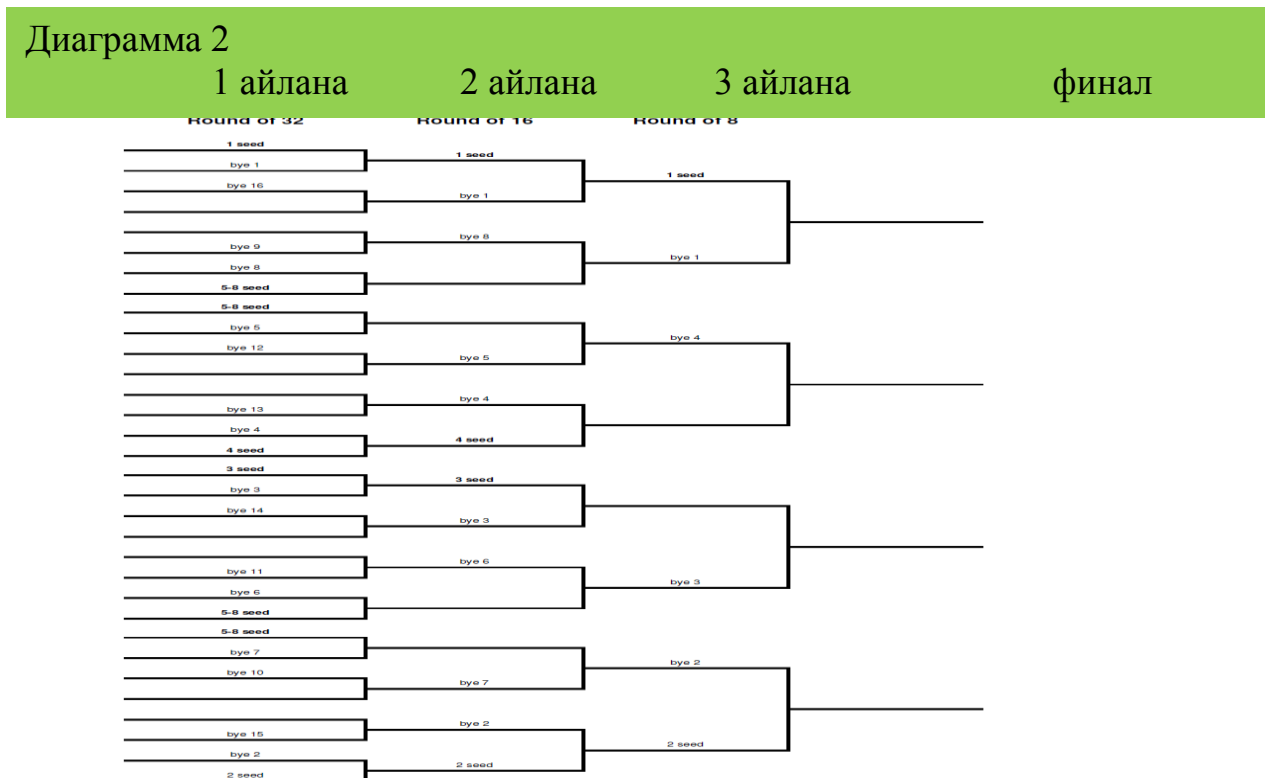 Диаграмма 2
1 айлана 2 айлана 3 айлана финал
Round of 32 Round of 16 Round of 8
1 seed
bye 1
bye 16
bye 9
bye 8
5-8 seed
5-8 seed
bye 5
bye 12
bye 13
bye 4
4 seed
3 seed
bye 3
bye 14
bye 11
bye 6
5-8 seed
5-8 seed
bye 7
bye 10
bye 15
bye 2
2 seed
1 seed
bye 1
bye 8
bye 5
bye 4
4 seed
3 seed
bye 3
bye 6
bye 7
bye 2
2 seed
1 seed
bye 1
bye 4
bye 3
bye 2
2 seed